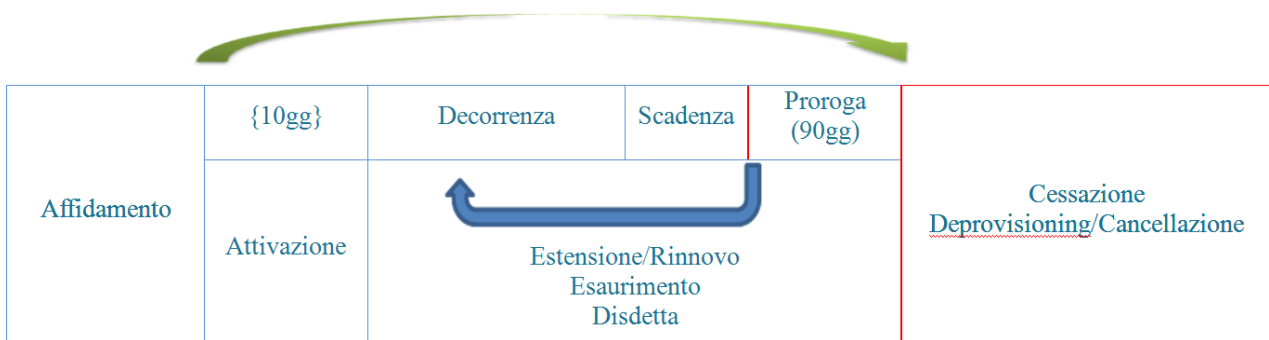 Affidamento
{10gg}
Attivazione
Decorrenza
Scadenza
Proroga
(90gg)
Estensione/Rinnovo
Esaurimento
Disdetta
Cessazione
Deprovisioning/Cancellazione